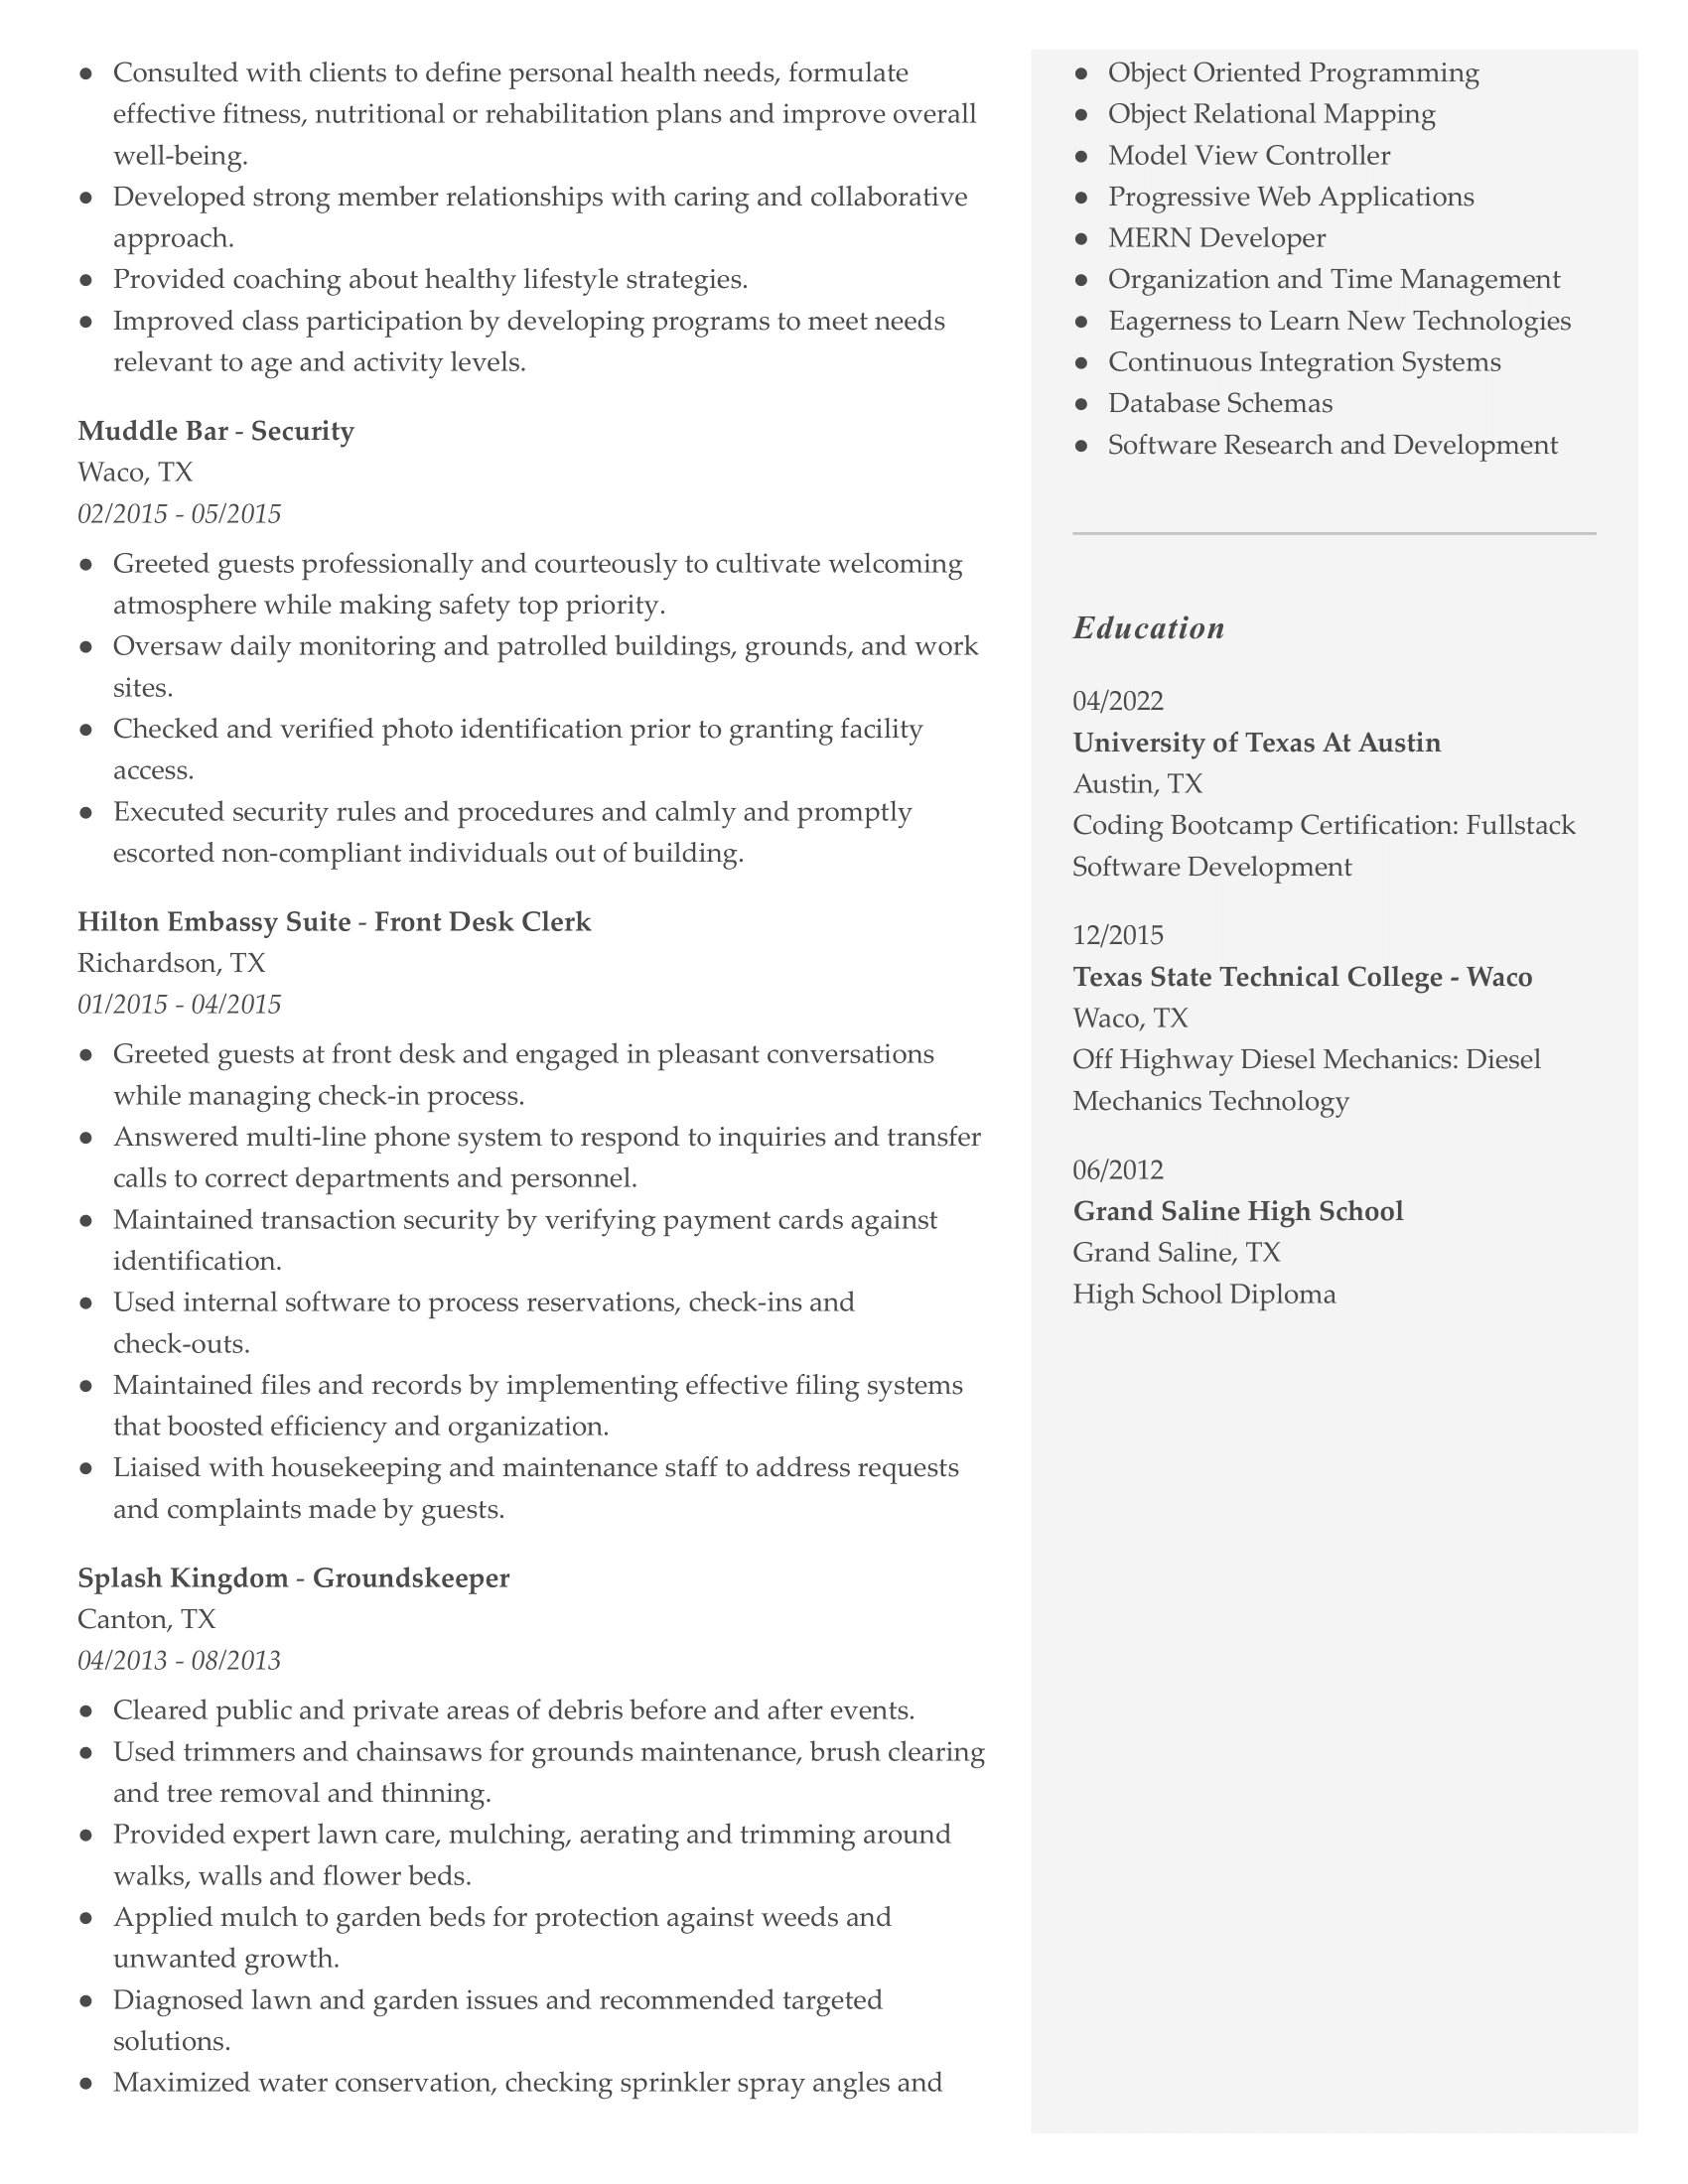 ● Consulted with clients to define personal health needs, formulate
effective fitness, nutritional or rehabilitation plans and improve overall
well-being.
● Developed strong member relationships with caring and collaborative
approach.
● Provided coaching about healthy lifestyle strategies.
● Improved class participation by developing programs to meet needs
relevant to age and activity levels.
Muddle Bar - Security
Waco, TX
02/2015 - 05/2015
● Greeted guests professionally and courteously to cultivate welcoming
atmosphere while making safety top priority.
● Oversaw daily monitoring and patrolled buildings, grounds, and work
sites.
● Checked and verified photo identification prior to granting facility
access.
● Executed security rules and procedures and calmly and promptly
escorted non-compliant individuals out of building.
Hilton Embassy Suite - Front Desk Clerk
Richardson, TX
01/2015 - 04/2015
● Greeted guests at front desk and engaged in pleasant conversations
while managing check-in process.
● Answered multi-line phone system to respond to inquiries and transfer
calls to correct departments and personnel.
● Maintained transaction security by verifying payment cards against
identification.
● Used internal software to process reservations, check-ins and
check-outs.
● Maintained files and records by implementing effective filing systems
that boosted efficiency and organization.
● Liaised with housekeeping and maintenance staff to address requests
and complaints made by guests.
Splash Kingdom - Groundskeeper
Canton, TX
04/2013 - 08/2013
● Cleared public and private areas of debris before and after events.
● Used trimmers and chainsaws for grounds maintenance, brush clearing
and tree removal and thinning.
● Provided expert lawn care, mulching, aerating and trimming around
walks, walls and flower beds.
● Applied mulch to garden beds for protection against weeds and
unwanted growth.
● Diagnosed lawn and garden issues and recommended targeted
solutions.
● Maximized water conservation, checking sprinkler spray angles and
● Object Oriented Programming
● Object Relational Mapping
● Model View Controller
● Progressive Web Applications
● MERN Developer
● Organization and Time Management
● Eagerness to Learn New Technologies
● Continuous Integration Systems
● Database Schemas
● Software Research and Development
Education
04/2022
University of Texas At Austin
Austin, TX
Coding Bootcamp Certification: Fullstack
Software Development
12/2015
Texas State Technical College - Waco
Waco, TX
Off Highway Diesel Mechanics: Diesel
Mechanics Technology
06/2012
Grand Saline High School
Grand Saline, TX
High School Diploma